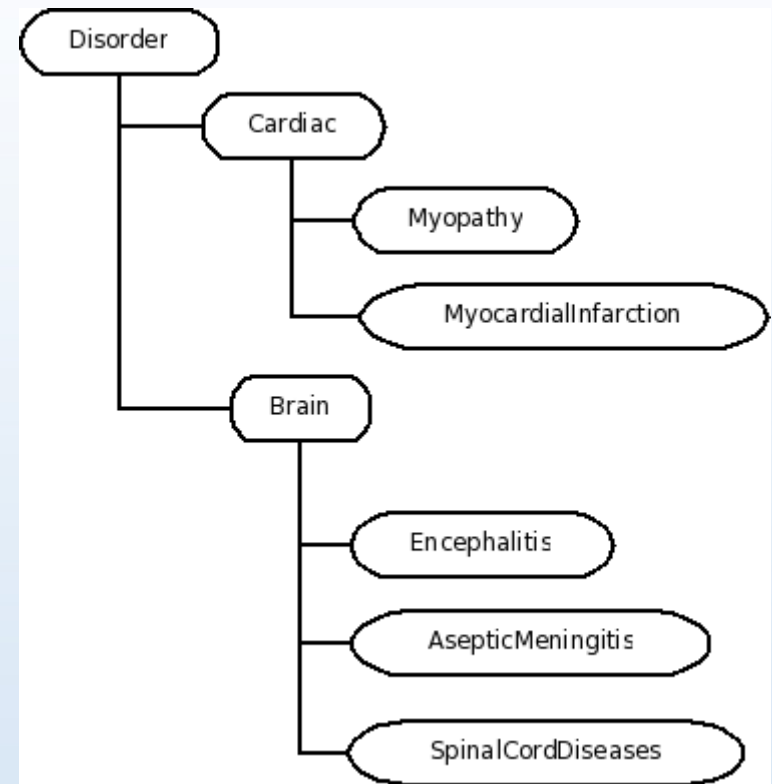 Disorder
Cardiac
Myopathy
MyocardialInfarction
Brain
Encephalitis
AsepticMeningitis
SpinalCordDiseases